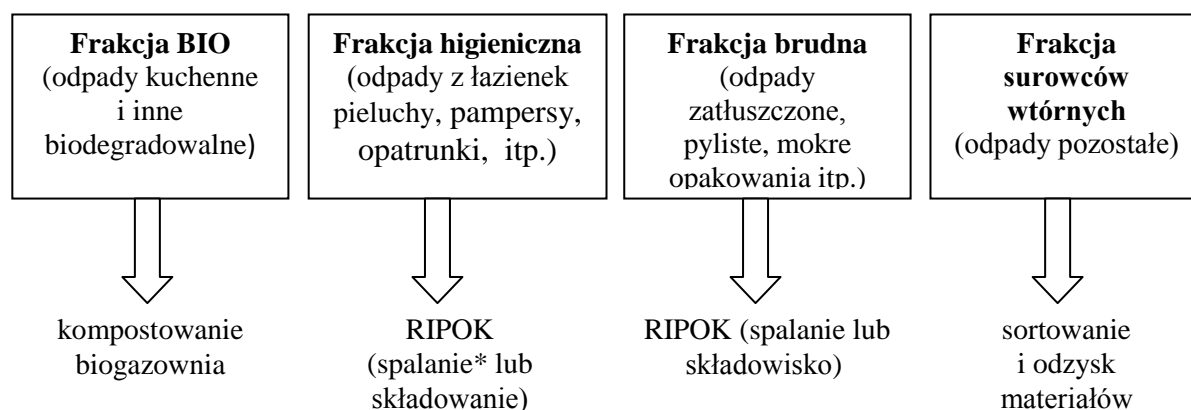 Frakcja BIO
(odpady kuchenne
i inne
biodegradowalne)
Frakcja higieniczna
(odpady z łazienek
pieluchy, pampersy,
opatrunki, itp.)
Frakcja brudna
(odpady
zatłuszczone,
pyliste, mokre
opakowania itp.)
Frakcja
surowców
wtórnych
(odpady pozostałe)
kompostowanie
biogazownia
RIPOK
(spalanie* lub
składowanie)
RIPOK (spalanie lub
składowisko)
sortowanie
i odzysk
materiałów